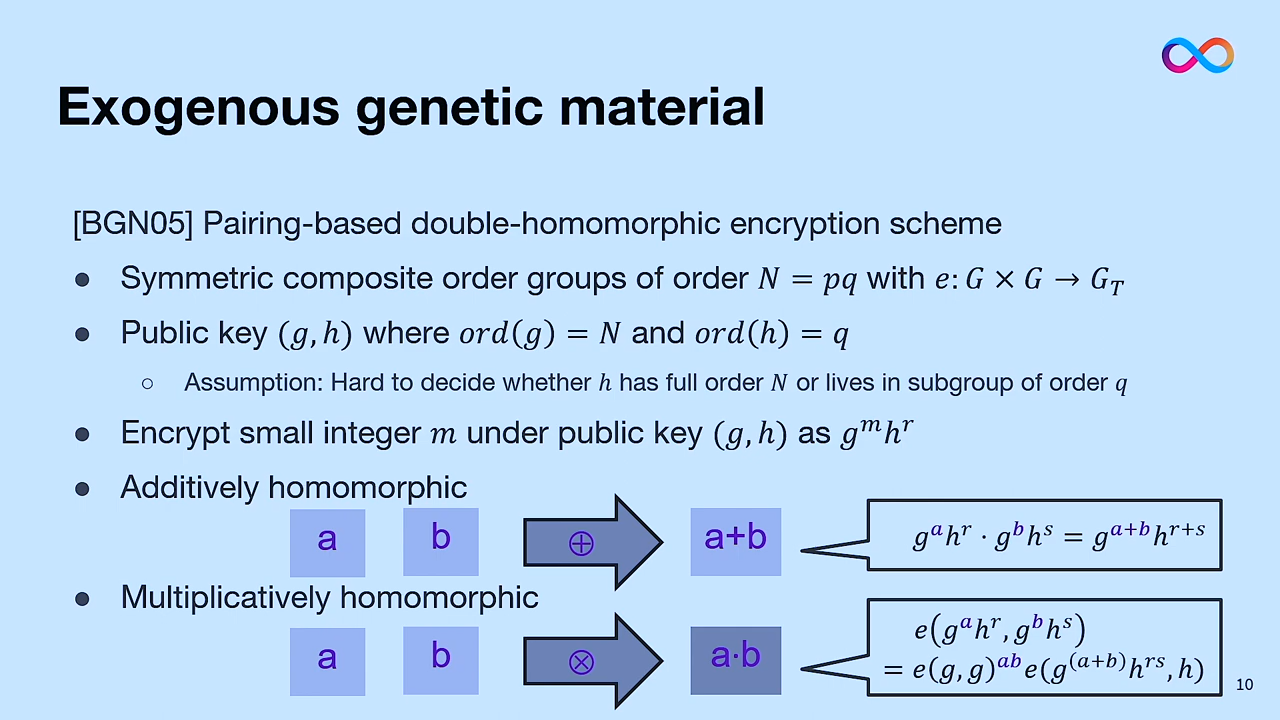 Exogenous genetic material
[BGN05] Pairing-based double-homomorphic encryption scheme
● Symmetric composite order groups of order N = pq with e: G × G → G_T
● Public key (g, h) where ord(g) = N and ord(h) = q
○ Assumption: Hard to decide whether h has full order N or lives in subgroup of order q
● Encrypt small integer m under public key (g, h) as g^m h^r
● Additively homomorphic
a b ⊕ a+b g^a h^r · g^b h^s = g^{a+b} h^{r+s}
● Multiplicatively homomorphic
a b ⊗ a·b e(g^a h^r, g^b h^s)
= e(g, g)^{ab} e(g^{(a+b)} h^{rs}, h)
10